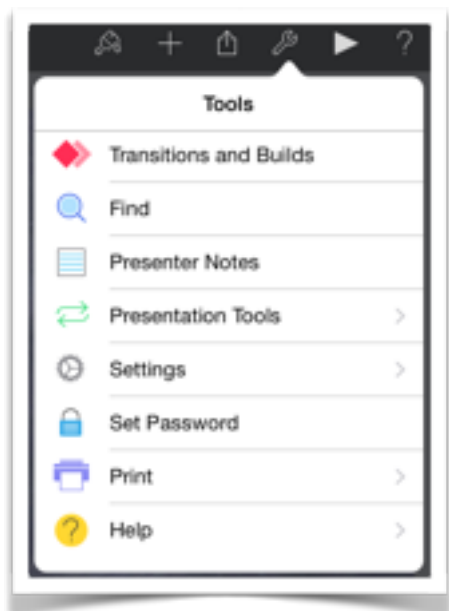 ?
Tools
Transitions and Builds
Find
Presenter Notes
Presentation Tools
Settings
Set Password
Print
? Help